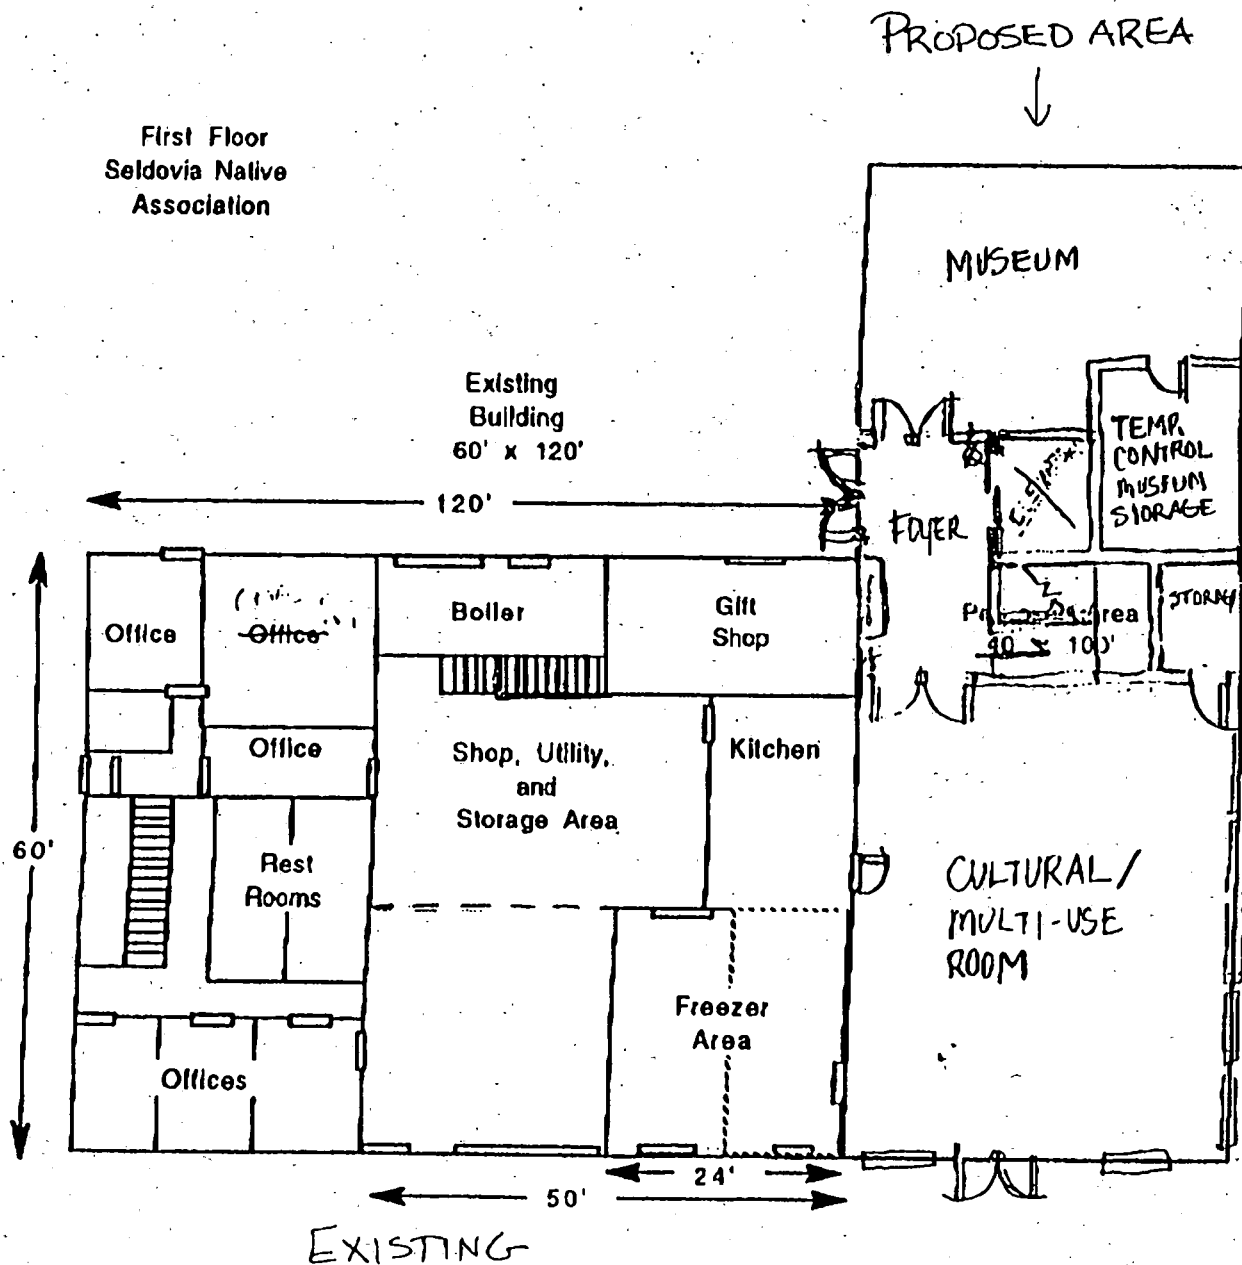 PROPOSED AREA
First Floor
Seldovia Native
Association
MUSEUM
Existing
Building
60' x 120'
120'
TEMP.
CONTROL
MUSEUM
STORAGE
FOYER
Office
Office
Boiler
Gift
Shop
STORAGE
100'
Office
Shop, Utility,
and
Storage Area
Kitchen
60'
Rest
Rooms
CULTURAL/
MULTI-USE
ROOM
Freezer
Area
Offices
24'
50'
EXISTING